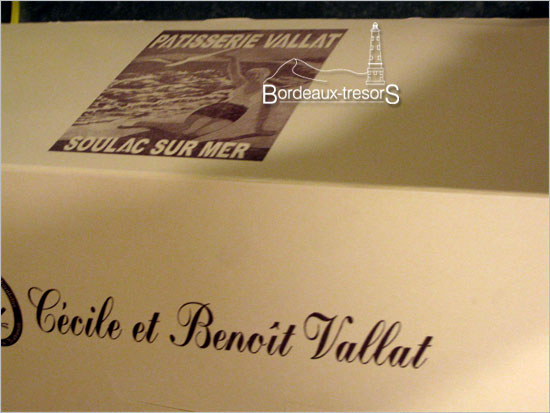 PATISSERIE VALLAT
Bordeaux-tresorS
SOULAC SUR MER
Cécile et Benoît Vallat